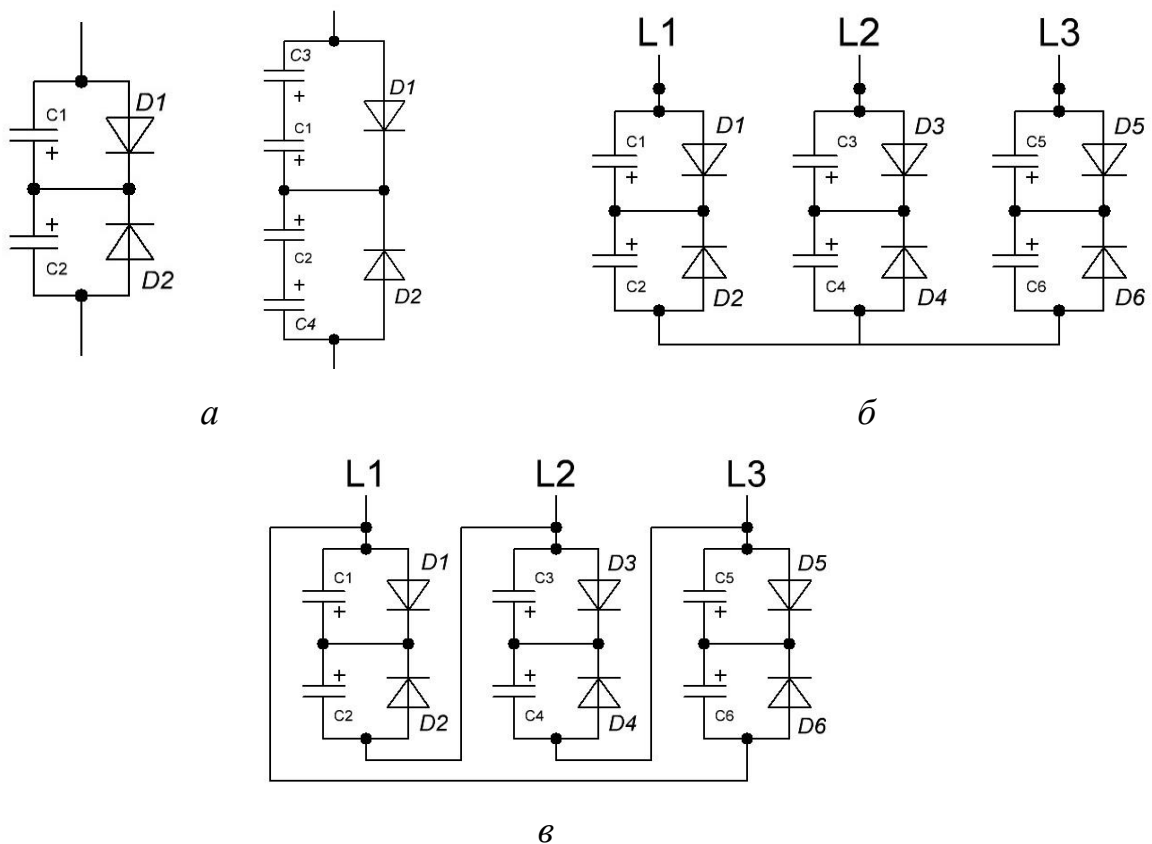 C1
D1
+
+
C2
D2
C3
+
D1
C1
+
+
C2
+
D2
C4
а
L1 L2 L3
C1 D1 C3 D3 C5 D5
+ + +
+ + +
C2 D2 C4 D4 C6 D6
б
L1 L2 L3
C1 D1 C3 D3 C5 D5
+ + +
+ + +
C2 D2 C4 D4 C6 D6
в